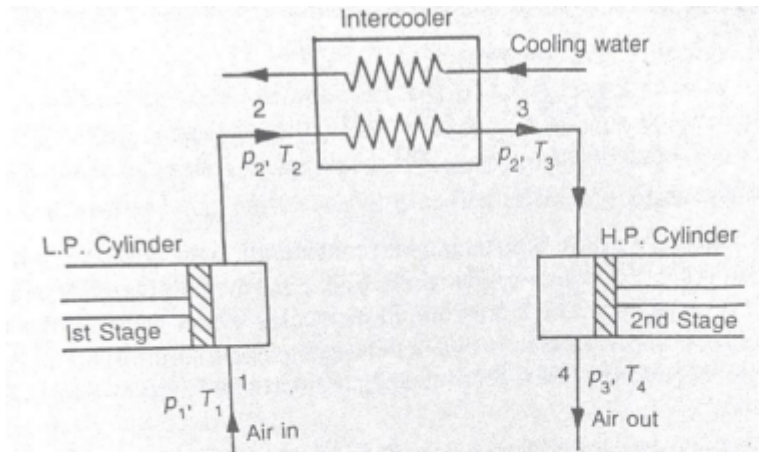 Intercooler
Cooling water
2
3
p₂, T₂
p₂, T₃
L.P. Cylinder
H.P. Cylinder
Ist Stage
2nd Stage
1
4
p₁, T₁
p₃, T₄
Air in
Air out